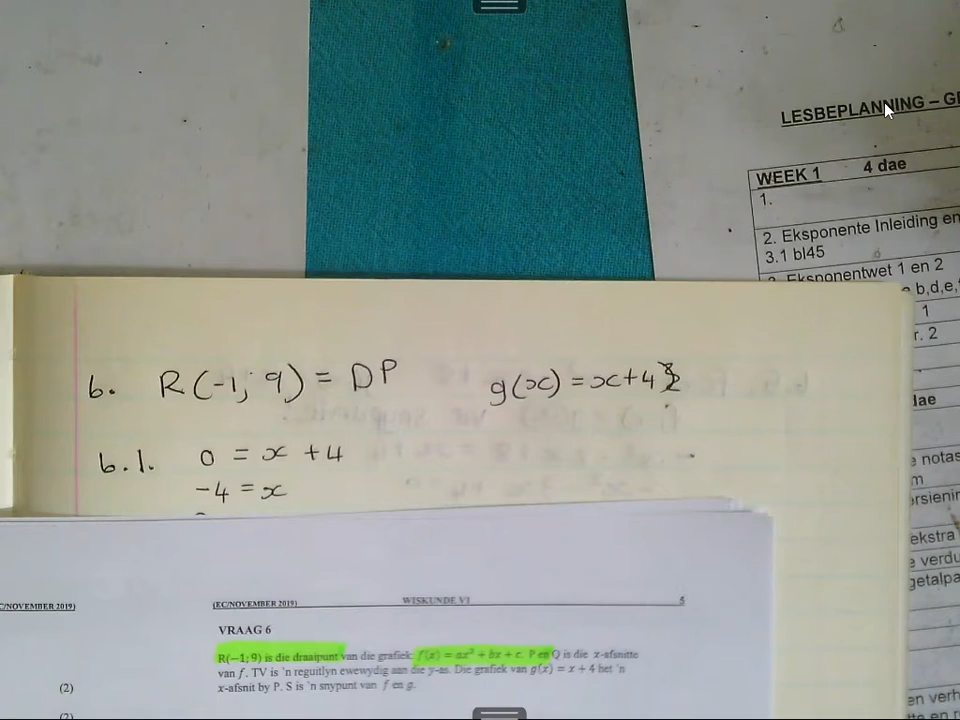 LESBEPLANNING – G
WEEK 1 4 dae
1.
2. Eksponente Inleiding en
3.1 bl45
Eksponentwet 1 en 2
b,d,e,
1
r. 2
6. R(-1; 9) = DP g(x) = x+4
6.1. 0 = x + 4
-4 = x
(EC/NOVEMBER 2019) WISKUNDE V1 5
C/NOVEMBER 2019)
VRAAG 6
R(−1; 9) is die draaipunt van die grafiek f(x) = ax² + bx + c. P en Q is die x-afsnitte
van f. TV is 'n reguitlyn ewewydig aan die y-as. Die grafiek van g(x) = x + 4 het 'n
x-afsnit by P. S is 'n snypunt van f en g.
(2)
(2)
notas
ekstra
e verdu
getalpa
en verh